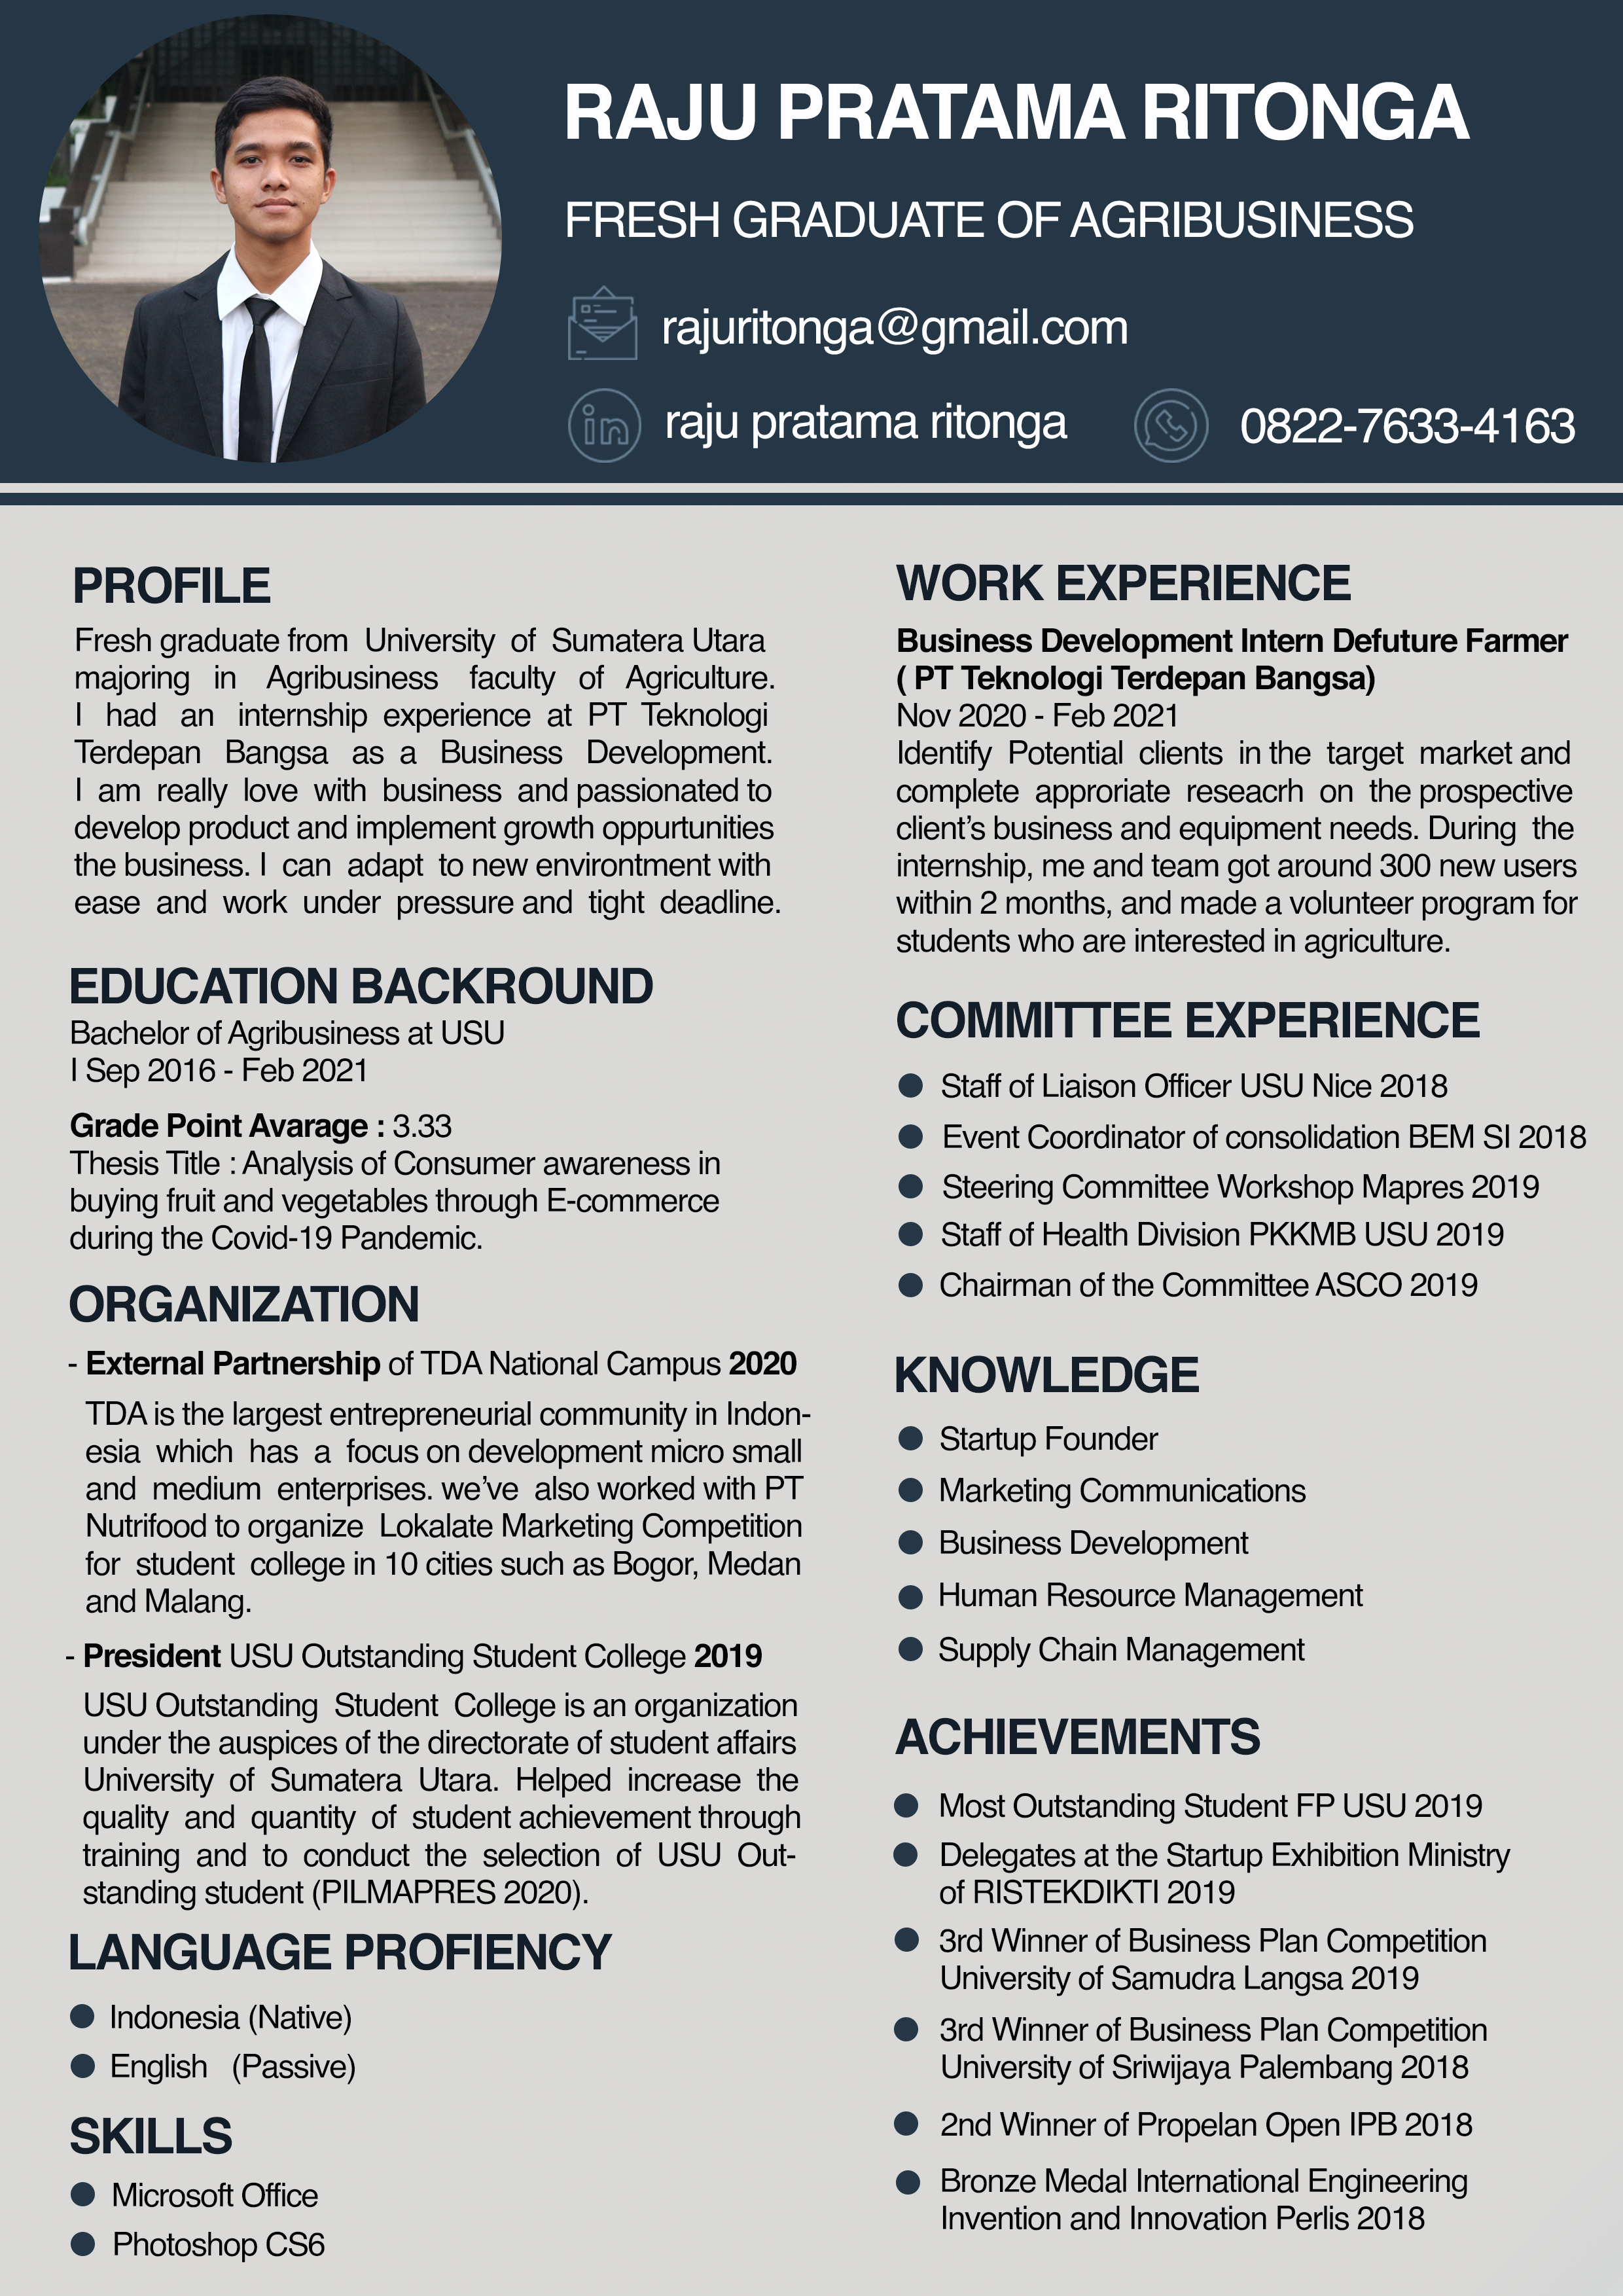 RAJU PRATAMA RITONGA
FRESH GRADUATE OF AGRIBUSINESS
rajuritonga@gmail.com
in raju pratama ritonga
0822-7633-4163
PROFILE
Fresh graduate from University of Sumatera Utara
majoring in Agribusiness faculty of Agriculture.
I had an internship experience at PT Teknologi
Terdepan Bangsa as a Business Development.
I am really love with business and passionated to
develop product and implement growth oppurtunities
the business. I can adapt to new environtment with
ease and work under pressure and tight deadline.
EDUCATION BACKROUND
Bachelor of Agribusiness at USU
I Sep 2016 - Feb 2021
Grade Point Avarage : 3.33
Thesis Title : Analysis of Consumer awareness in
buying fruit and vegetables through E-commerce
during the Covid-19 Pandemic.
ORGANIZATION
- External Partnership of TDA National Campus 2020
TDA is the largest entrepreneurial community in Indon-
esia which has a focus on development micro small
and medium enterprises. we've also worked with PT
Nutrifood to organize Lokalate Marketing Competition
for student college in 10 cities such as Bogor, Medan
and Malang.
- President USU Outstanding Student College 2019
USU Outstanding Student College is an organization
under the auspices of the directorate of student affairs
University of Sumatera Utara. Helped increase the
quality and quantity of student achievement through
training and to conduct the selection of USU Out-
standing student (PILMAPRES 2020).
LANGUAGE PROFIENCY
Indonesia (Native)
English (Passive)
SKILLS
Microsoft Office
Photoshop CS6
WORK EXPERIENCE
Business Development Intern Defuture Farmer
( PT Teknologi Terdepan Bangsa)
Nov 2020 - Feb 2021
Identify Potential clients in the target market and
complete approriate reseacrh on the prospective
client's business and equipment needs. During the
internship, me and team got around 300 new users
within 2 months, and made a volunteer program for
students who are interested in agriculture.
COMMITTEE EXPERIENCE
Staff of Liaison Officer USU Nice 2018
Event Coordinator of consolidation BEM SI 2018
Steering Committee Workshop Mapres 2019
Staff of Health Division PKKMB USU 2019
Chairman of the Committee ASCO 2019
KNOWLEDGE
Startup Founder
Marketing Communications
Business Development
Human Resource Management
Supply Chain Management
ACHIEVEMENTS
Most Outstanding Student FP USU 2019
Delegates at the Startup Exhibition Ministry
of RISTEKDIKTI 2019
3rd Winner of Business Plan Competition
University of Samudra Langsa 2019
3rd Winner of Business Plan Competition
University of Sriwijaya Palembang 2018
2nd Winner of Propelan Open IPB 2018
Bronze Medal International Engineering
Invention and Innovation Perlis 2018